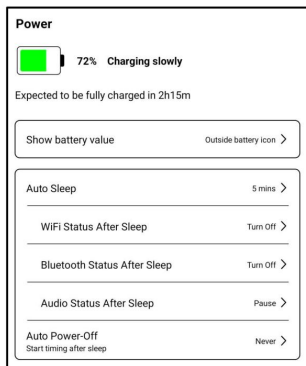 Power
72% Charging slowly
Expected to be fully charged in 2h15m
Show battery value Outside battery icon >
Auto Sleep 5 mins >
WiFi Status After Sleep Turn Off >
Bluetooth Status After Sleep Turn Off >
Audio Status After Sleep Pause >
Auto Power-Off Never >
Start timing after sleep